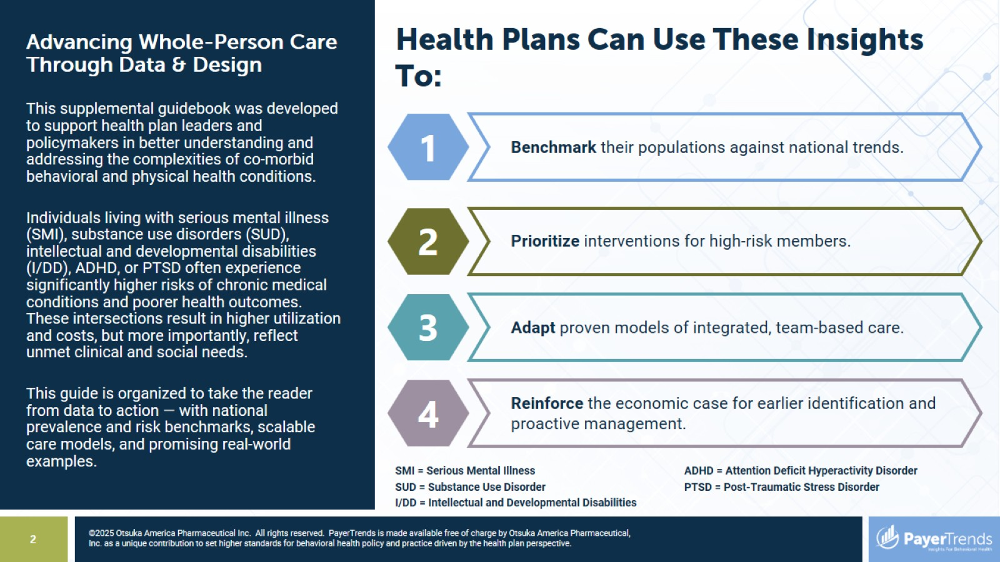 Advancing Whole-Person Care
Through Data & Design
This supplemental guidebook was developed
to support health plan leaders and
policymakers in better understanding and
addressing the complexities of co-morbid
behavioral and physical health conditions.
Individuals living with serious mental illness
(SMI), substance use disorders (SUD),
intellectual and developmental disabilities
(I/DD), ADHD, or PTSD often experience
significantly higher risks of chronic medical
conditions and poorer health outcomes.
These intersections result in higher utilization
and costs, but more importantly, reflect
unmet clinical and social needs.
This guide is organized to take the reader
from data to action — with national
prevalence and risk benchmarks, scalable
care models, and promising real-world
examples.
Health Plans Can Use These Insights
To:
1
Benchmark their populations against national trends.
2
Prioritize interventions for high-risk members.
3
Adapt proven models of integrated, team-based care.
4
Reinforce the economic case for earlier identification and
proactive management.
SMI = Serious Mental Illness
SUD = Substance Use Disorder
I/DD = Intellectual and Developmental Disabilities
ADHD = Attention Deficit Hyperactivity Disorder
PTSD = Post-Traumatic Stress Disorder
2
©2025 Otsuka America Pharmaceutical Inc. All rights reserved. PayerTrends is made available free of charge by Otsuka America Pharmaceutical,
Inc. as a unique contribution to set higher standards for behavioral health policy and practice driven by the health plan perspective.
PayerTrends
Insights For Behavioral Health